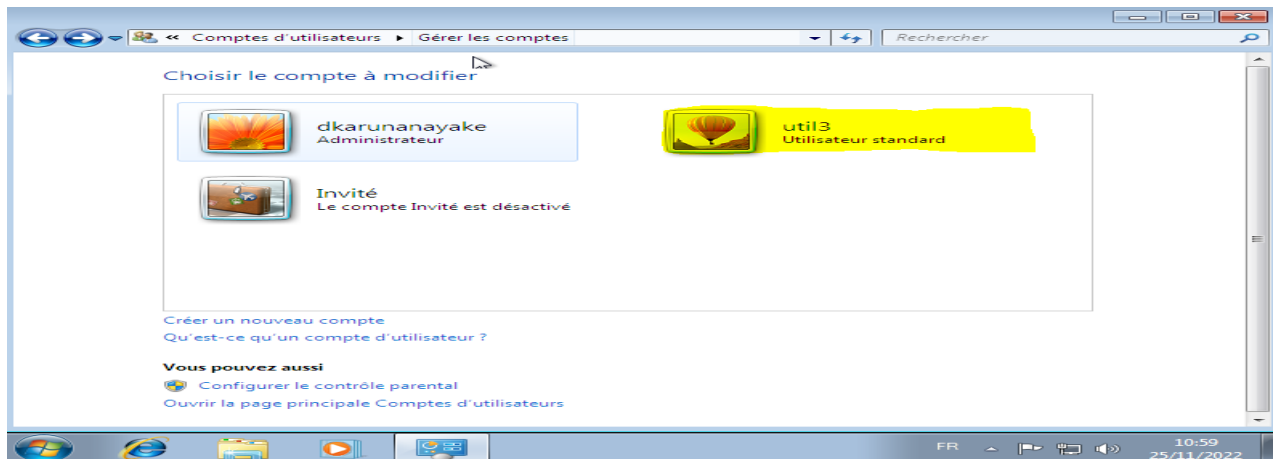 « Comptes d'utilisateurs ▸ Gérer les comptes
Rechercher
Choisir le compte à modifier
dkarunanayake
Administrateur
util3
Utilisateur standard
Invité
Le compte Invité est désactivé
Créer un nouveau compte
Qu'est-ce qu'un compte d'utilisateur ?
Vous pouvez aussi
Configurer le contrôle parental
Ouvrir la page principale Comptes d'utilisateurs
FR
10:59
25/11/2022